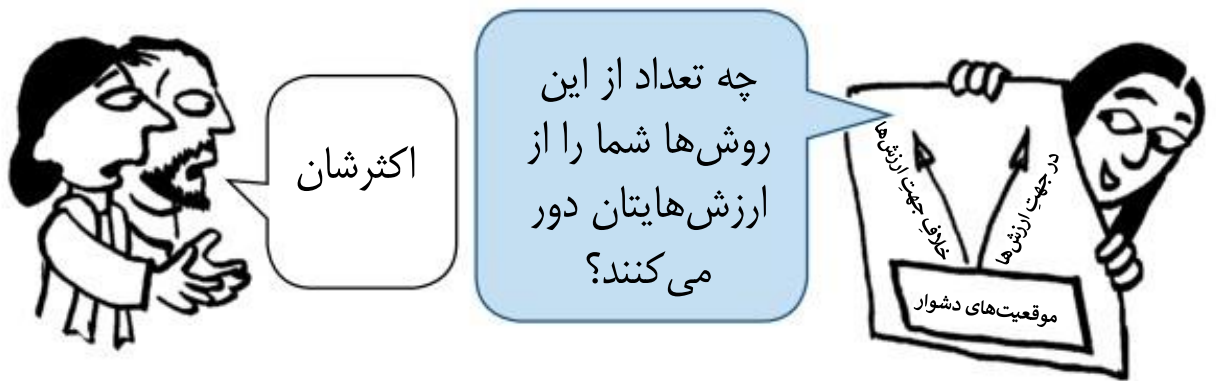 چه تعداد از این
روش‌ها شما را از
ارزش‌هایتان دور
می‌کنند؟
اکثرشان
خلافِ جهتِ ارزش‌ها
در جهتِ ارزش‌ها
موقعیت‌های دشوار